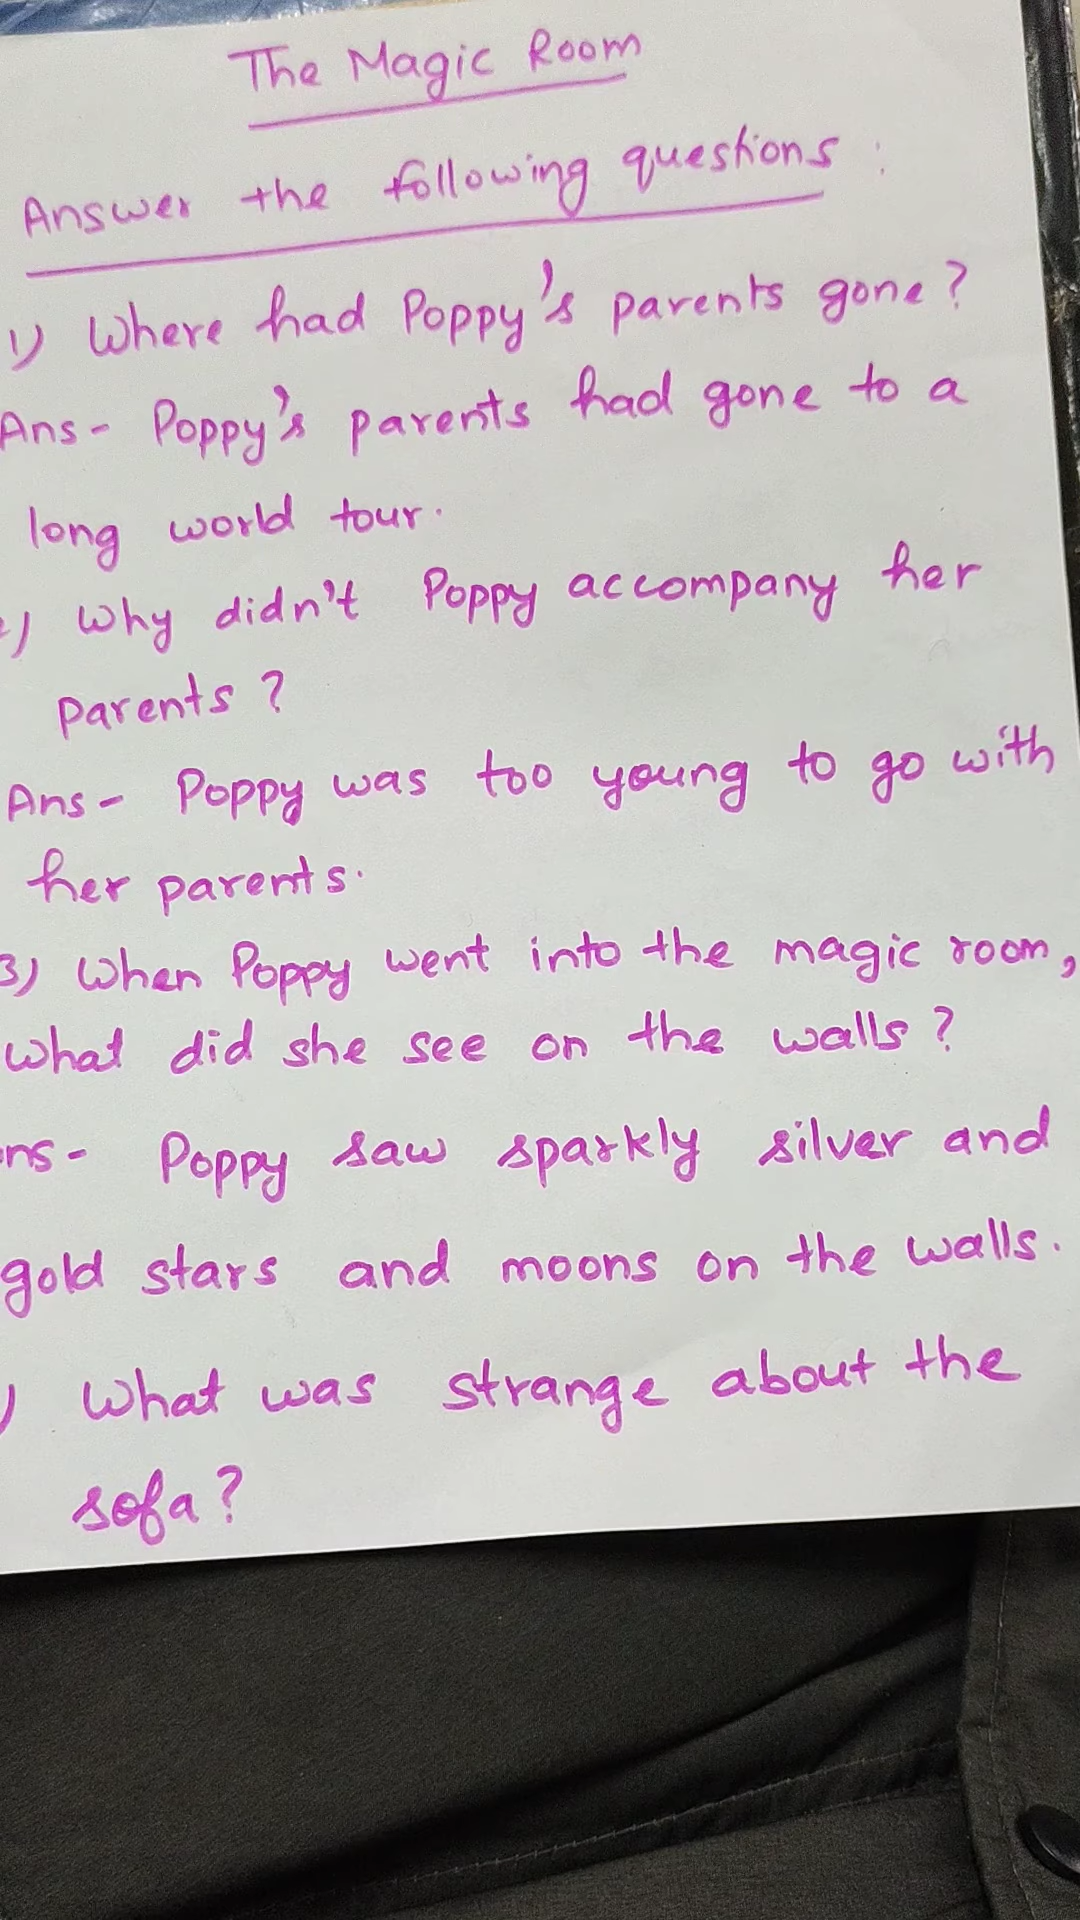 The Magic Room
Answer the following questions :
1) Where had Poppy's parents gone?
Ans- Poppy's parents had gone to a
long world tour.
2) Why didn't Poppy accompany her
parents?
Ans- Poppy was too young to go with
her parents.
3) When Poppy went into the magic room,
what did she see on the walls?
ns- Poppy saw sparkly silver and
gold stars and moons on the walls.
) What was strange about the
sofa?